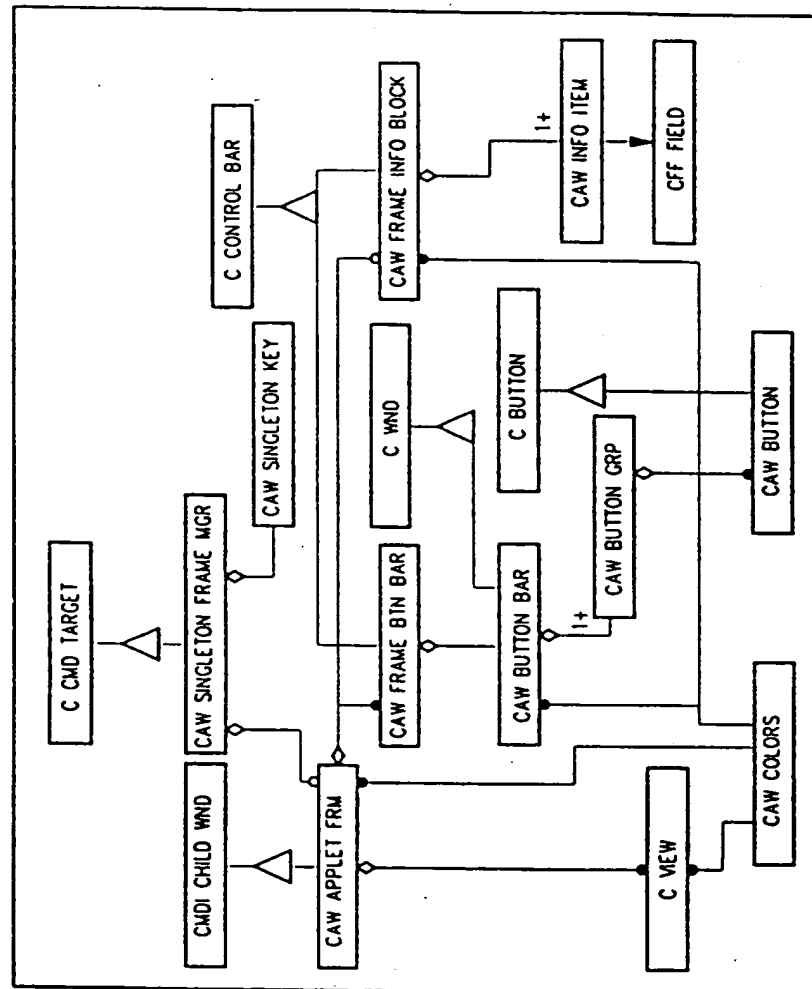 C CMD TARGET
CMDI CHILD WND
CAW SINGLETON FRAME MGR
CAW SINGLETON KEY
C CONTROL BAR
CAW APPLET FRM
CAW FRAME BTN BAR
C WND
CAW FRAME INFO BLOCK
CAW BUTTON BAR
C BUTTON
1+
1+
CAW BUTTON GRP
CAW INFO ITEM
C VIEW
CFF FIELD
CAW COLORS
CAW BUTTON